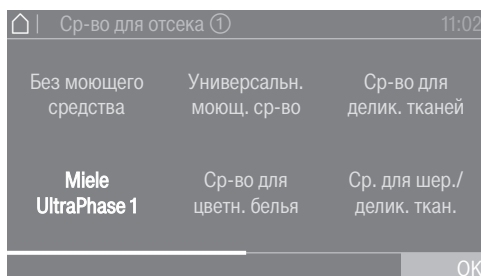 Ср-во для отсека ① 11:02
Без моющего Универсальн. Ср-во для
средства моющ. ср-во делик. тканей
Miele Ср-во для Ср. для шер./
UltraPhase 1 цветн. белья делик. ткан.
OK